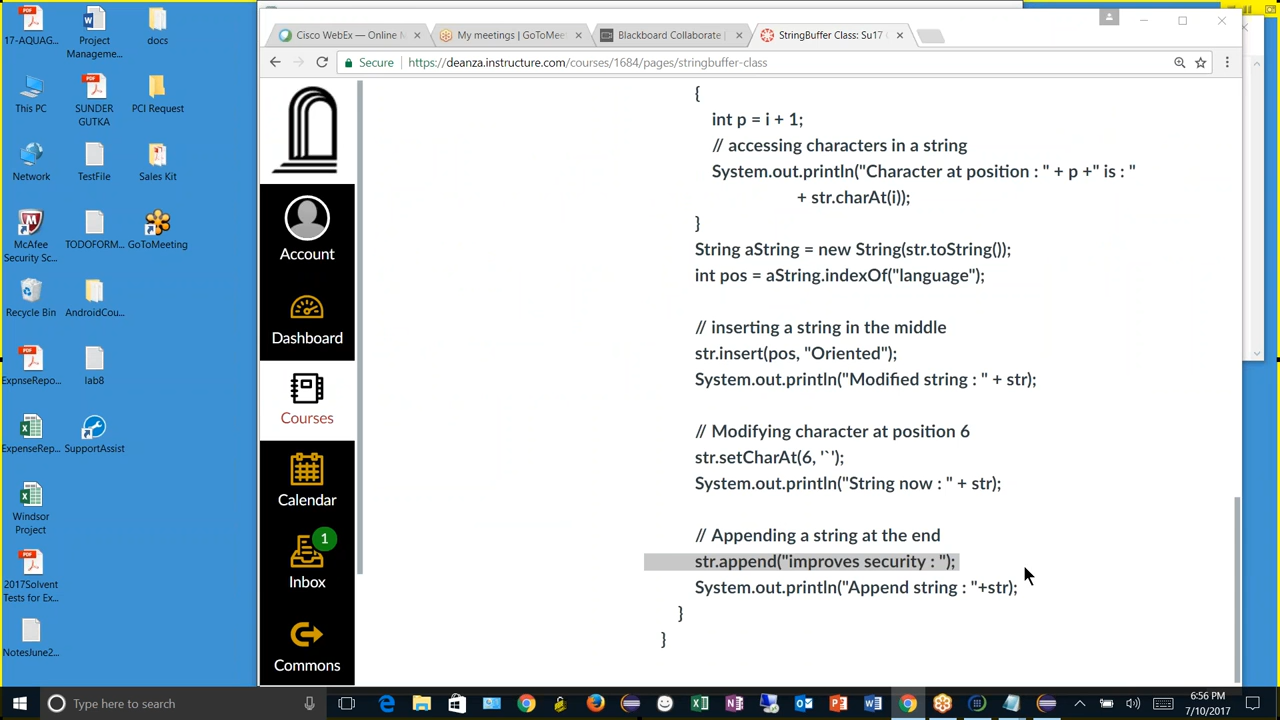 17-AQUAG...
Project
Manageme...
docs
This PC
SUNDER
GUTKA
PCI Request
Network
TestFile
Sales Kit
McAfee
Security Sc...
TODOFORM...
GoToMeeting
Recycle Bin
AndroidCou...
ExpnseRepo...
lab8
ExpenseRep...
SupportAssist
Windsor
Project
2017Solvent
Tests for Ex...
NotesJune2...
Cisco WebEx — Online
My meetings | GoToMee
Blackboard Collaborate
StringBuffer Class: Su17
Secure
https://deanza.instructure.com/courses/1684/pages/stringbuffer-class
Account
Dashboard
Courses
Calendar
1
Inbox
Commons
{
int p = i + 1;
// accessing characters in a string
System.out.println("Character at position : " + p +" is : "
+ str.charAt(i));
}
String aString = new String(str.toString());
int pos = aString.indexOf("language");
// inserting a string in the middle
str.insert(pos, "Oriented");
System.out.println("Modified string : " + str);
// Modifying character at position 6
str.setCharAt(6, '`');
System.out.println("String now : " + str);
// Appending a string at the end
str.append("improves security : ");
System.out.println("Append string : "+str);
}
}
Type here to search
6:56 PM
7/10/2017